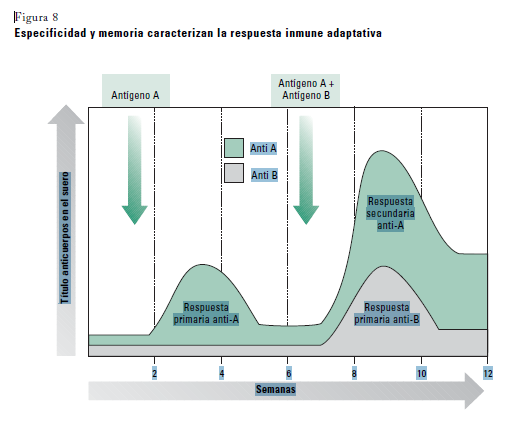 Figura 8
Especificidad y memoria caracterizan la respuesta inmune adaptativa
Antígeno A
Antígeno A +
Antígeno B
Anti A
Anti B
Título anticuerpos en el suero
Respuesta
secundaria
anti-A
Respuesta
primaria anti-A
Respuesta
primaria anti-B
2
4
6
8
10
12
Semanas